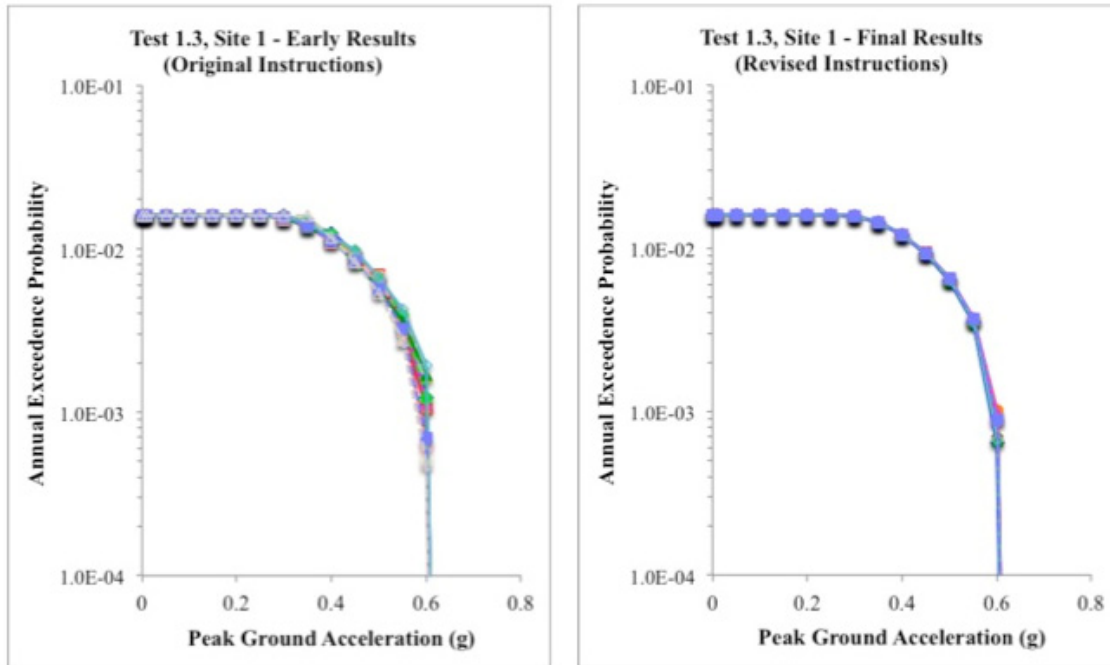 Test 1.3, Site 1 - Early Results
(Original Instructions)
1.0E-01
1.0E-02
1.0E-03
1.0E-04
Annual Exceedence Probability
0
0.2
0.4
0.6
0.8
Peak Ground Acceleration (g)
Test 1.3, Site 1 - Final Results
(Revised Instructions)
1.0E-01
1.0E-02
1.0E-03
1.0E-04
Annual Exceedence Probability
0
0.2
0.4
0.6
0.8
Peak Ground Acceleration (g)